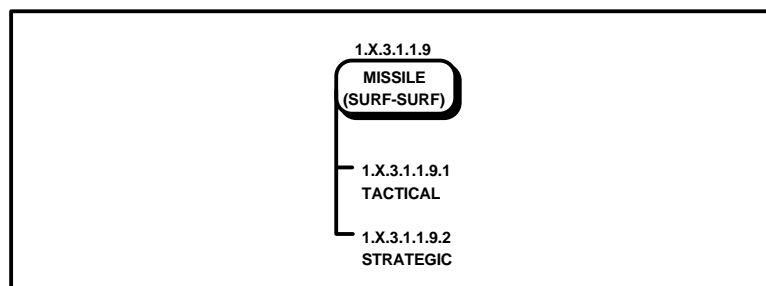 1.X.3.1.1.9
MISSILE
(SURF-SURF)
1.X.3.1.1.9.1
TACTICAL
1.X.3.1.1.9.2
STRATEGIC